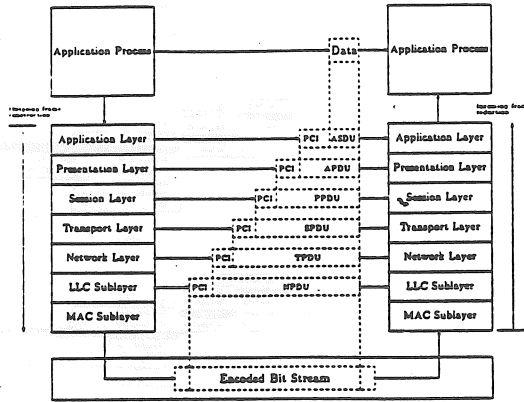 Application Process
Data
Application Process
Application Layer
PCI
ASDU
Application Layer
Presentation Layer
PCI
APDU
Presentation Layer
Session Layer
PCI
PPDU
Session Layer
Transport Layer
PCI
SPDU
Transport Layer
Network Layer
PCI
TPDU
Network Layer
LLC Sublayer
PCI
NPDU
LLC Sublayer
MAC Sublayer
MAC Sublayer
Encoded Bit Stream